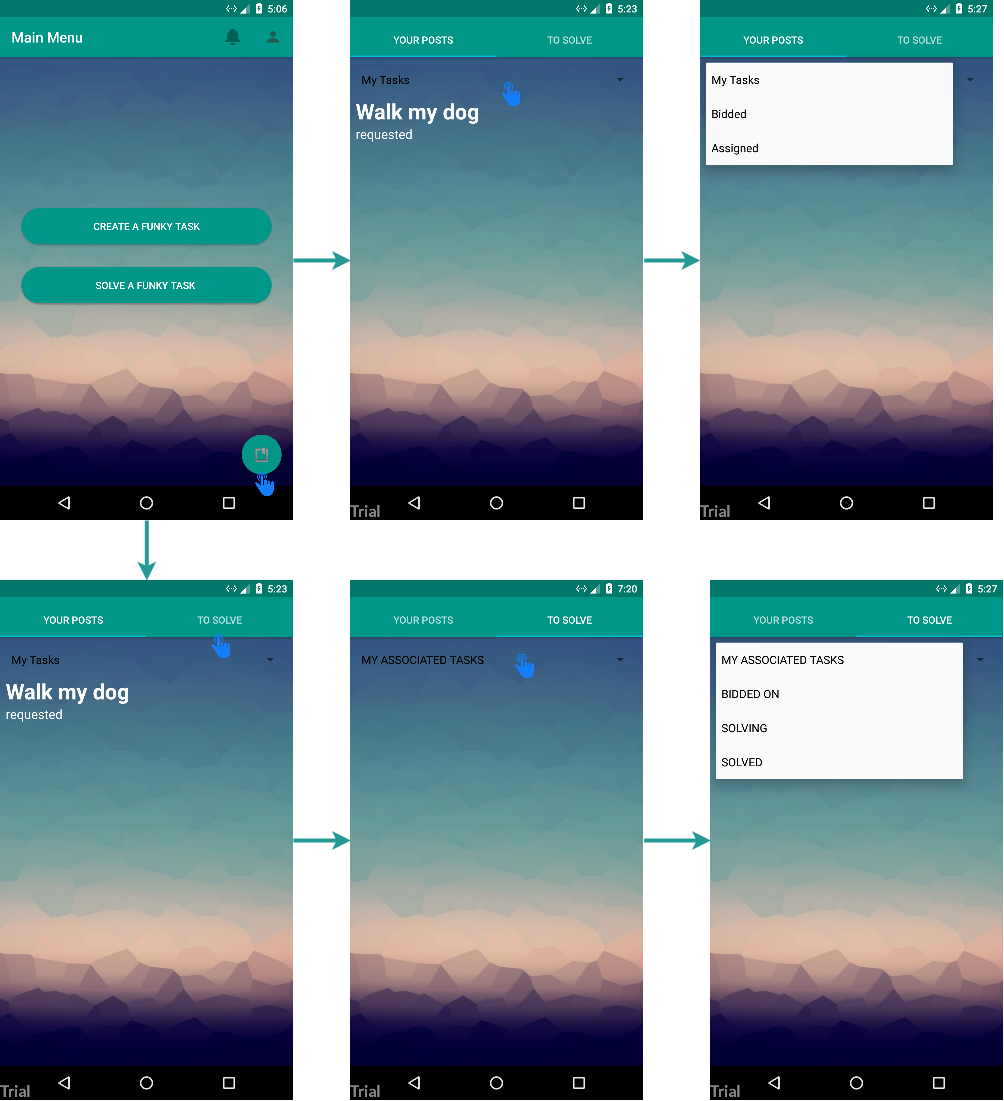 5:06
Main Menu
CREATE A FUNKY TASK
SOLVE A FUNKY TASK
5:23
YOUR POSTS
TO SOLVE
My Tasks
Walk my dog
requested
Trial
5:27
YOUR POSTS
TO SOLVE
My Tasks
Bidded
Assigned
Trial
5:23
YOUR POSTS
TO SOLVE
My Tasks
Walk my dog
requested
Trial
7:20
YOUR POSTS
TO SOLVE
MY ASSOCIATED TASKS
Trial
5:27
YOUR POSTS
TO SOLVE
MY ASSOCIATED TASKS
BIDDED ON
SOLVING
SOLVED
Trial